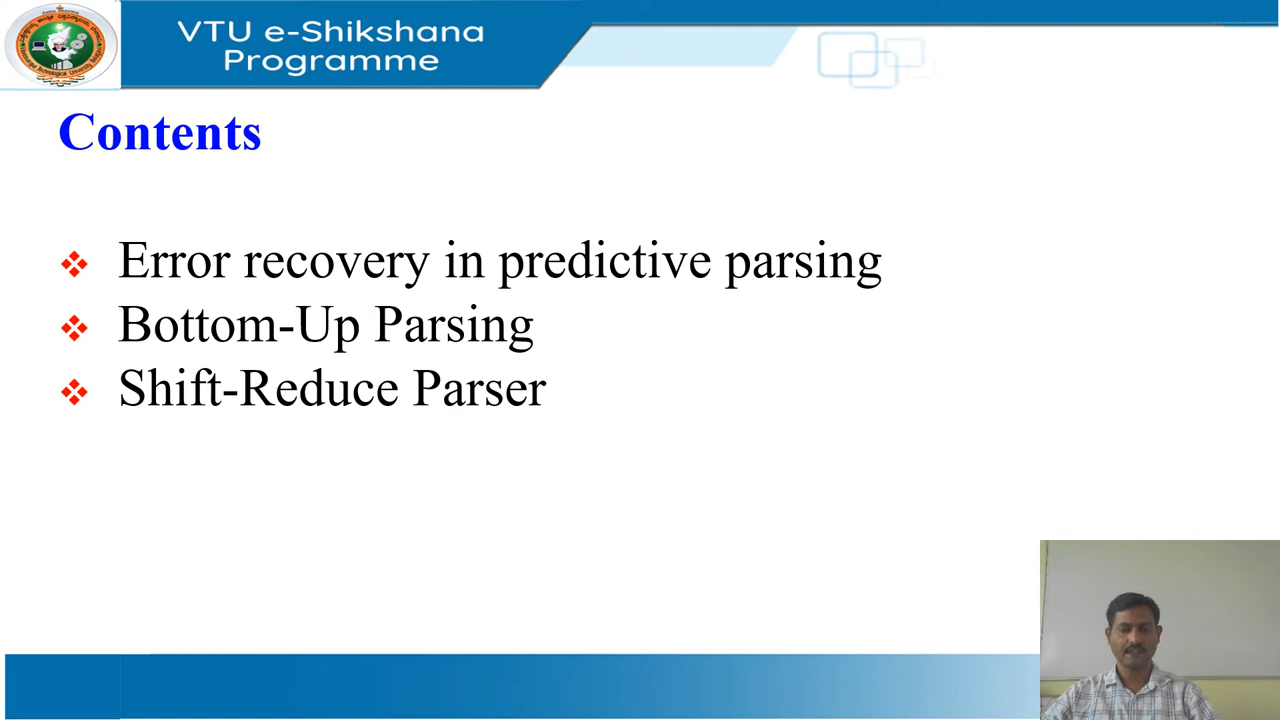 VTU e-Shikshana
Programme
Contents
Error recovery in predictive parsing
Bottom-Up Parsing
Shift-Reduce Parser